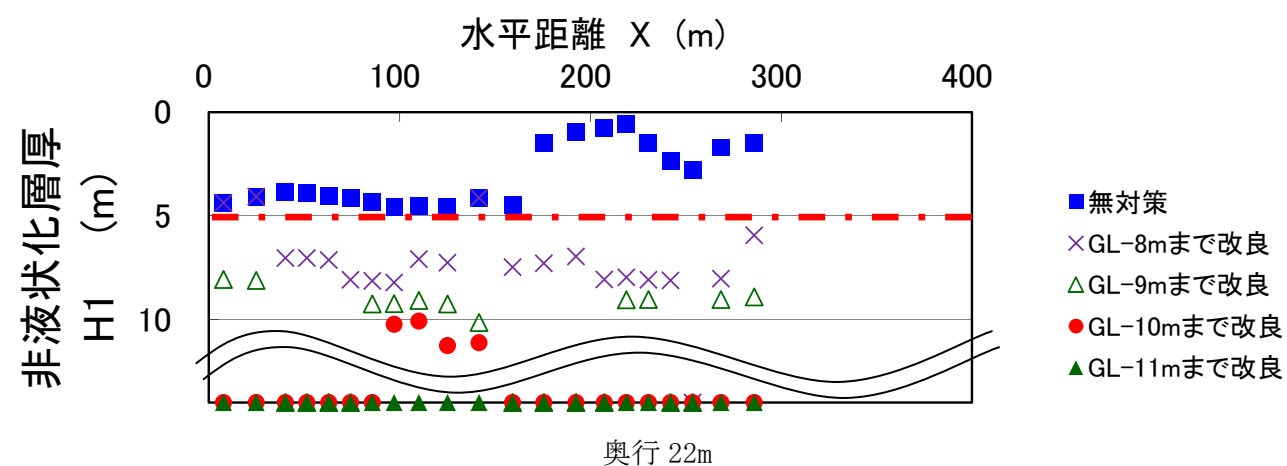 水平距離 X (m)
0 100 200 300 400
非液状化層厚
H1 (m)
0
5
10
無対策
GL-8mまで改良
GL-9mまで改良
GL-10mまで改良
GL-11mまで改良
奥行 22m